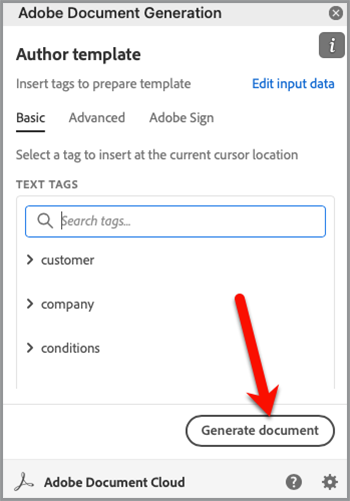 Adobe Document Generation
Author template
Insert tags to prepare template Edit input data
Basic Advanced Adobe Sign
Select a tag to insert at the current cursor location
TEXT TAGS
Search tags...
customer
company
conditions
Generate document
Adobe Document Cloud